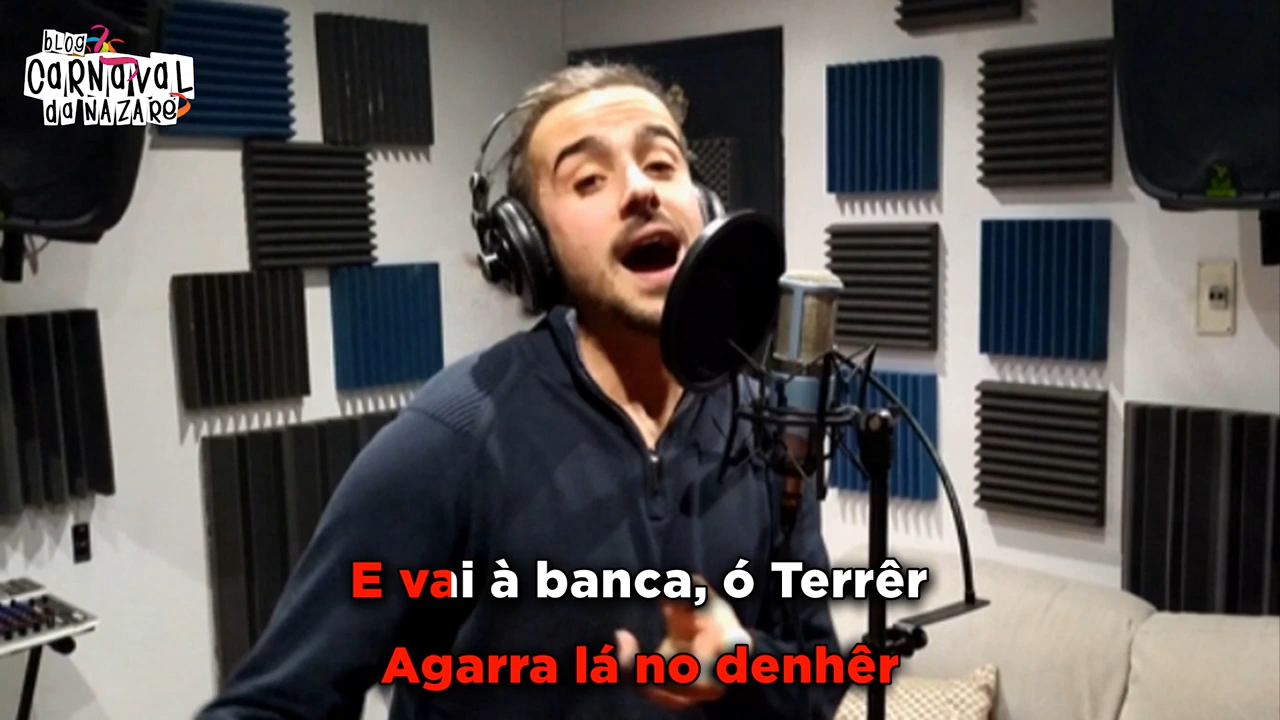 BLOG
CARNAVAL
da NAZARÉ
E vai à banca, ó Terrêr
Agarra lá no denhêr